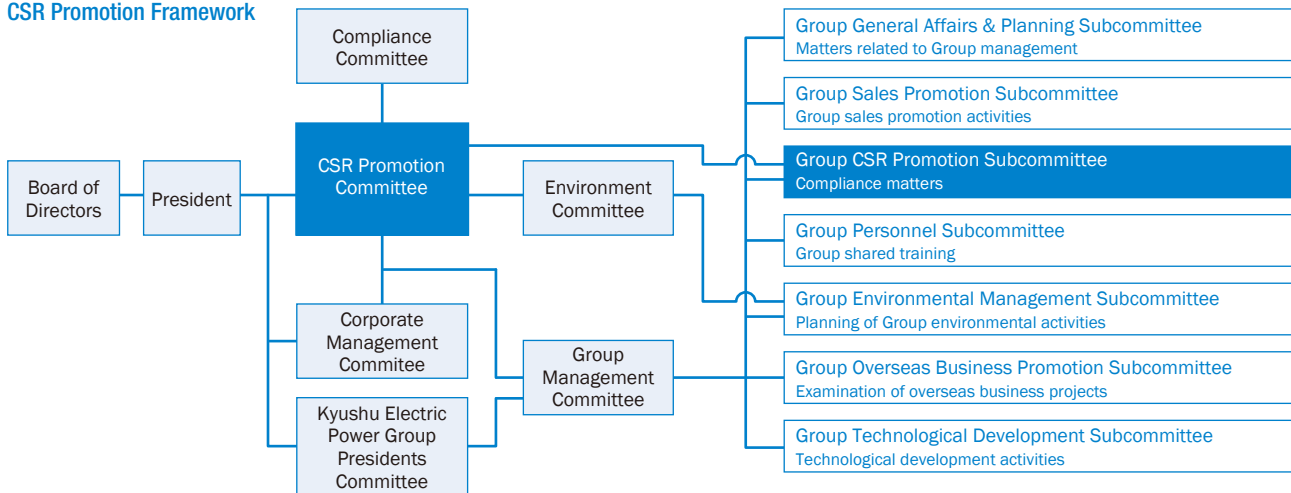 CSR Promotion Framework
Compliance
Committee
CSR Promotion
Committee
Board of
Directors
President
Environment
Committee
Corporate
Management
Commitee
Group
Management
Committee
Kyushu Electric
Power Group
Presidents
Committee
Group General Affairs & Planning Subcommittee
Matters related to Group management
Group Sales Promotion Subcommittee
Group sales promotion activities
Group CSR Promotion Subcommittee
Compliance matters
Group Personnel Subcommittee
Group shared training
Group Environmental Management Subcommittee
Planning of Group environmental activities
Group Overseas Business Promotion Subcommittee
Examination of overseas business projects
Group Technological Development Subcommittee
Technological development activities